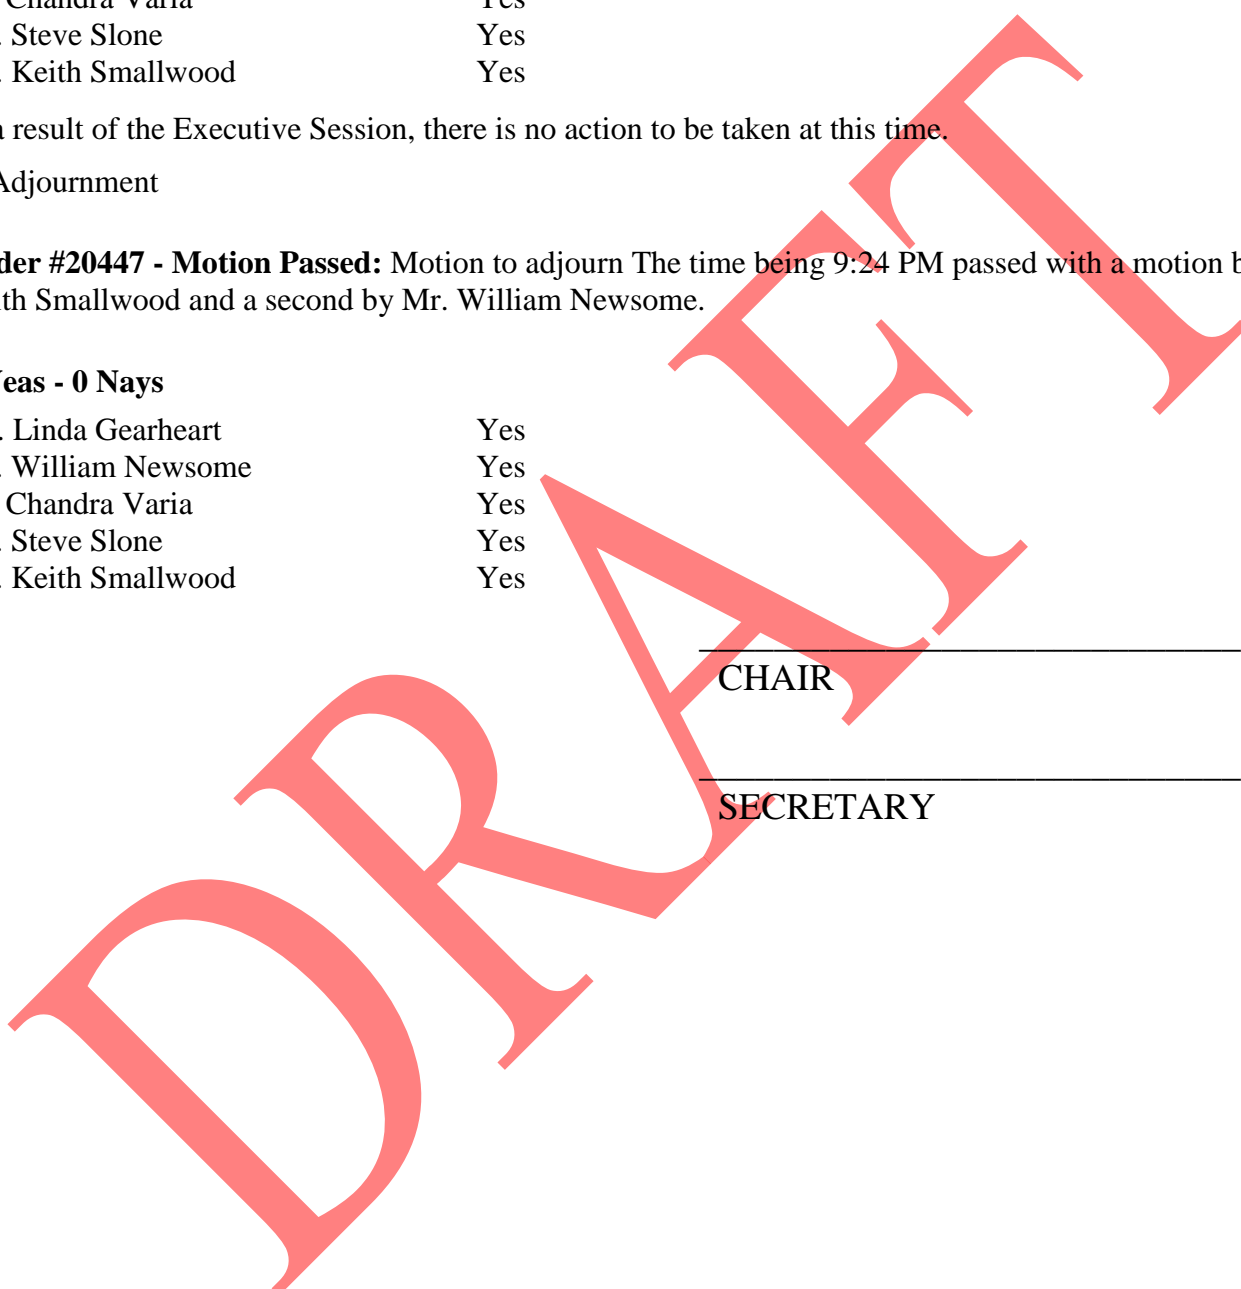 Chandra Varia Yes
. Steve Slone Yes
. Keith Smallwood Yes
a result of the Executive Session, there is no action to be taken at this time.
Adjournment
der #20447 - Motion Passed: Motion to adjourn The time being 9:24 PM passed with a motion b
ith Smallwood and a second by Mr. William Newsome.
Yeas - 0 Nays
. Linda Gearheart Yes
. William Newsome Yes
Chandra Varia Yes
. Steve Slone Yes
. Keith Smallwood Yes
CHAIR
SECRETARY
DRAFT